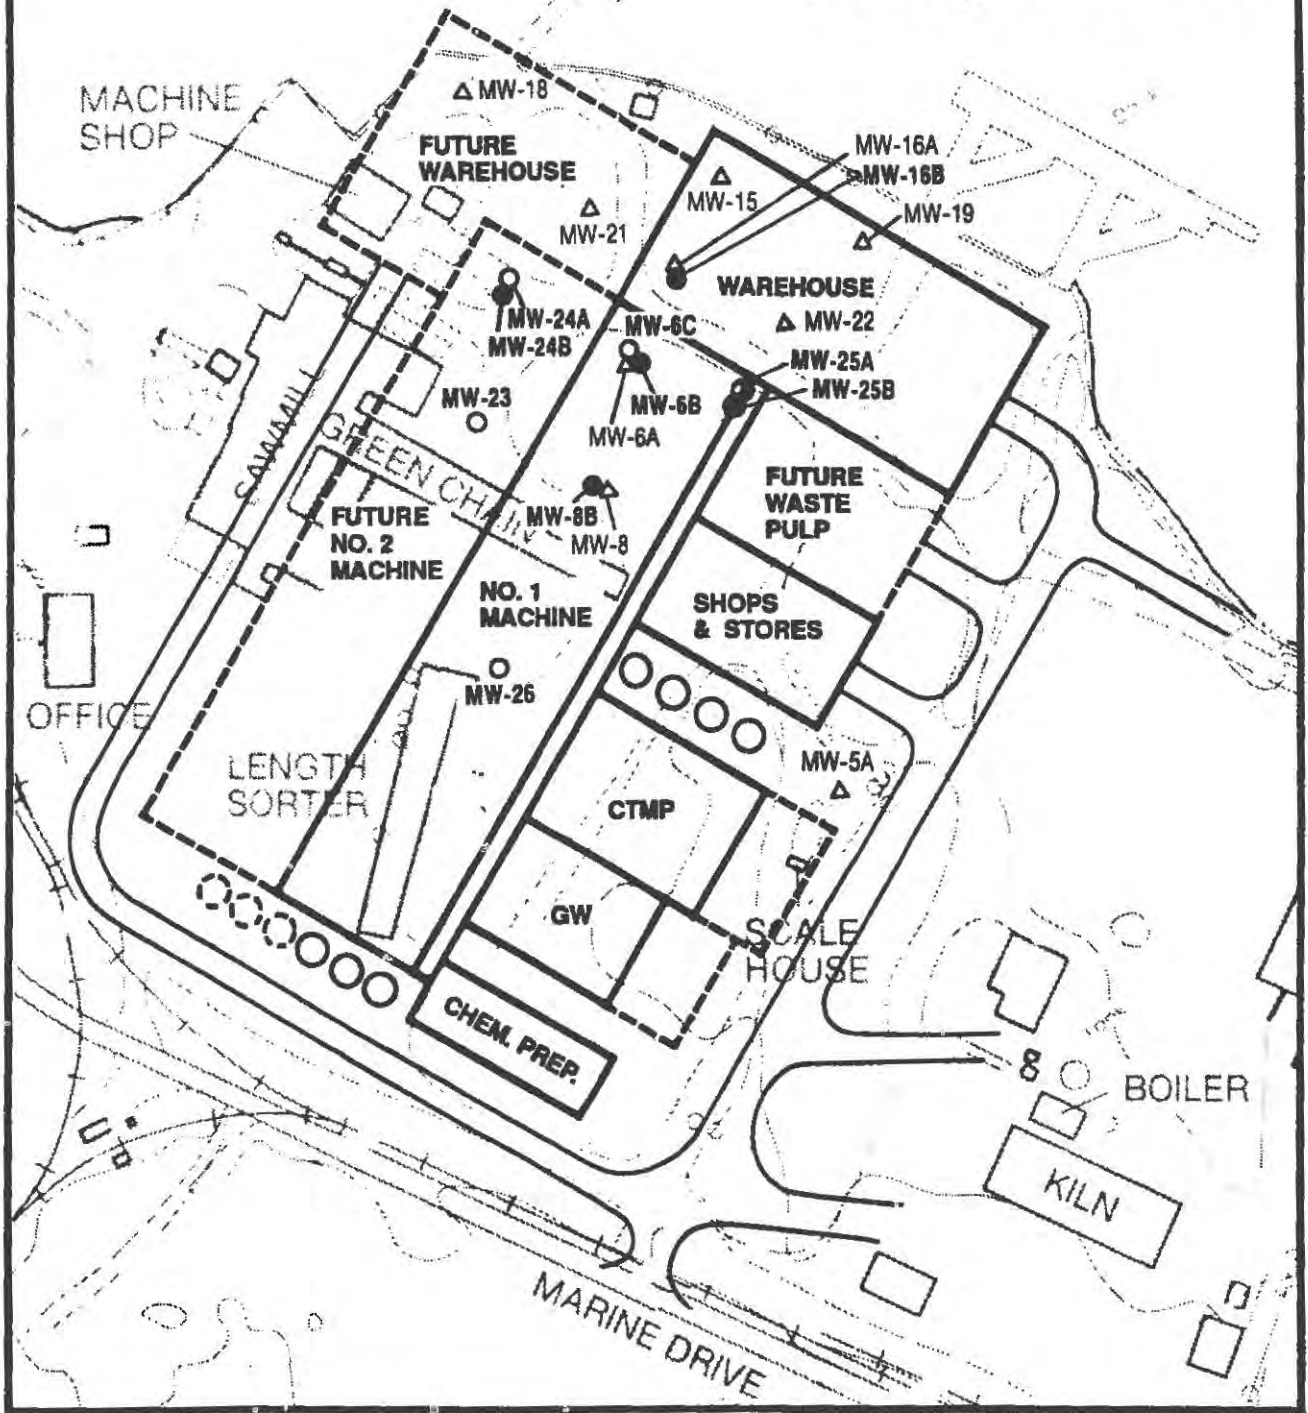 MW-18
MACHINE
SHOP
FUTURE
WAREHOUSE
MW-16A
MW-16B
MW-15
MW-19
MW-21
WAREHOUSE
MW-22
MW-24A
MW-24B
MW-6C
MW-25A
MW-25B
MW-23
MW-6B
MW-6A
SAWMILL
GREEN CHAIN
FUTURE
WASTE
PULP
MW-8B
MW-8
FUTURE
NO. 2
MACHINE
NO. 1
MACHINE
SHOPS
& STORES
MW-26
OFFICE
LENGTH
SORTER
MW-5A
CTMP
GW
SCALE
HOUSE
CHEM. PREP.
8
BOILER
KILN
MARINE DRIVE